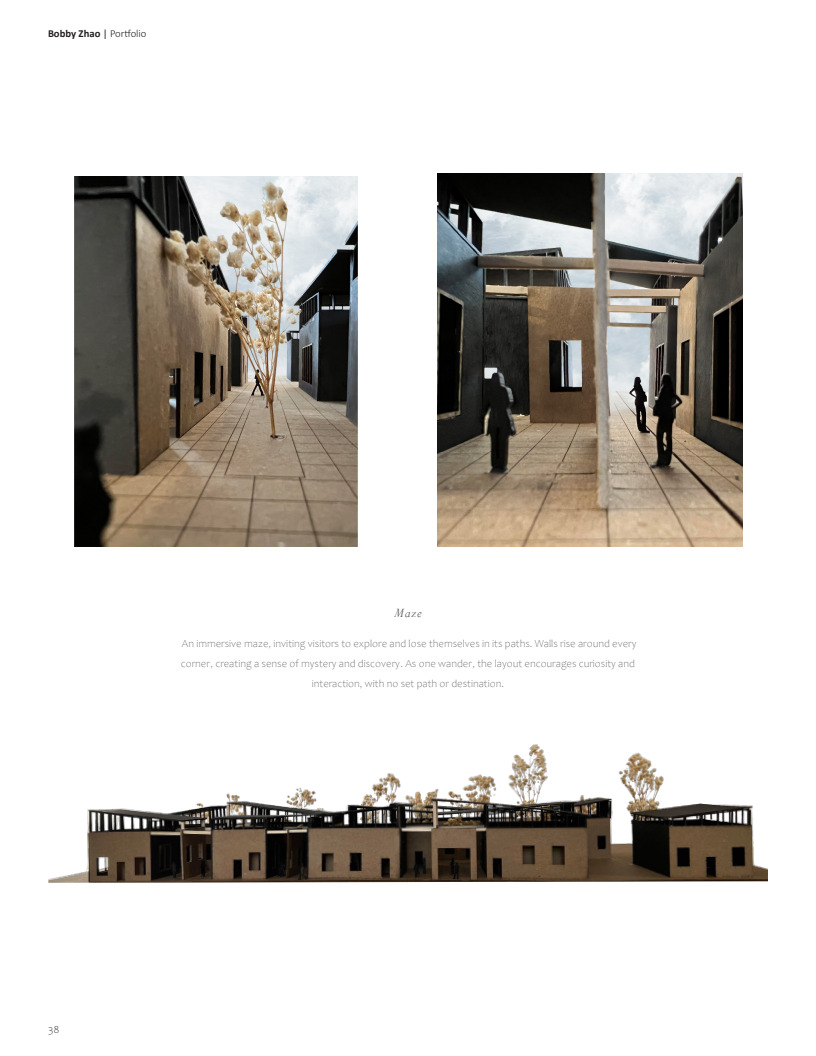 Bobby Zhao | Portfolio
Maze
An immersive maze, inviting visitors to explore and lose themselves in its paths. Walls rise around every
corner, creating a sense of mystery and discovery. As one wander, the layout encourages curiosity and
interaction, with no set path or destination.
38